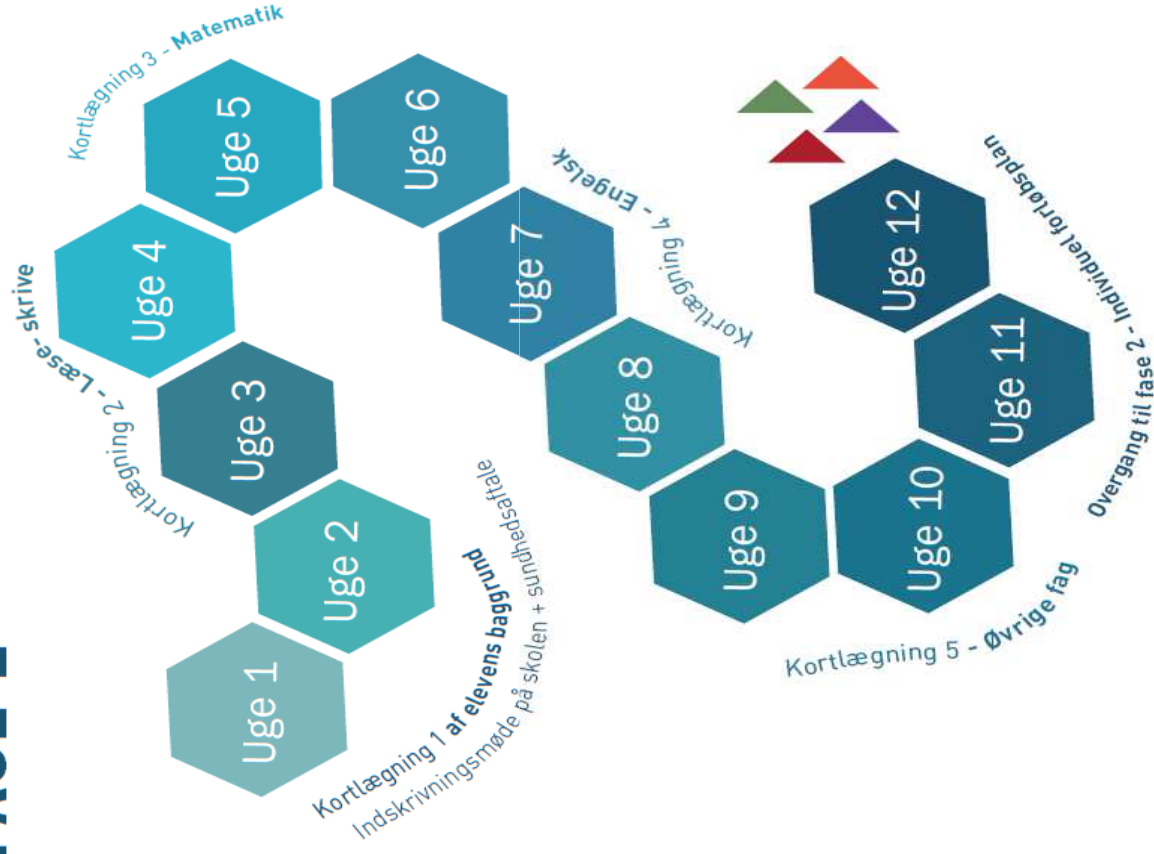 Uge 1
Uge 2
Kortlægning 1 af elevens baggrund
Indskrivningsmøde på skolen + sundhedsaftale
Uge 3
Uge 4
Kortlægning 2 - Læse-skrive
Uge 5
Kortlægning 3 - Matematik
Uge 6
Uge 7
Uge 8
Kortlægning 4 - Engelsk
Uge 9
Uge 10
Kortlægning 5 - Øvrige fag
Uge 11
Uge 12
Overgang til fase 2 - Individuel forløbsplan